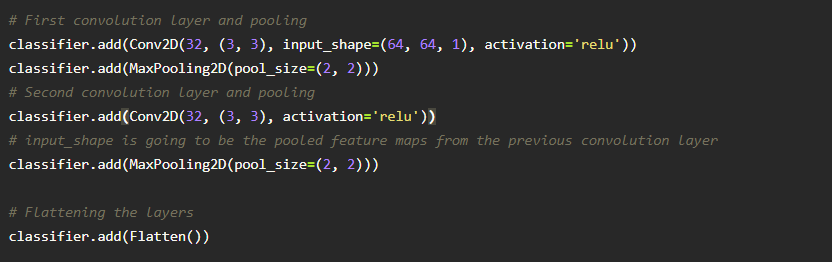 # First convolution layer and pooling
classifier.add(Conv2D(32, (3, 3), input_shape=(64, 64, 1), activation='relu'))
classifier.add(MaxPooling2D(pool_size=(2, 2)))
# Second convolution layer and pooling
classifier.add(Conv2D(32, (3, 3), activation='relu'))
# input_shape is going to be the pooled feature maps from the previous convolution layer
classifier.add(MaxPooling2D(pool_size=(2, 2)))
# Flattening the layers
classifier.add(Flatten())